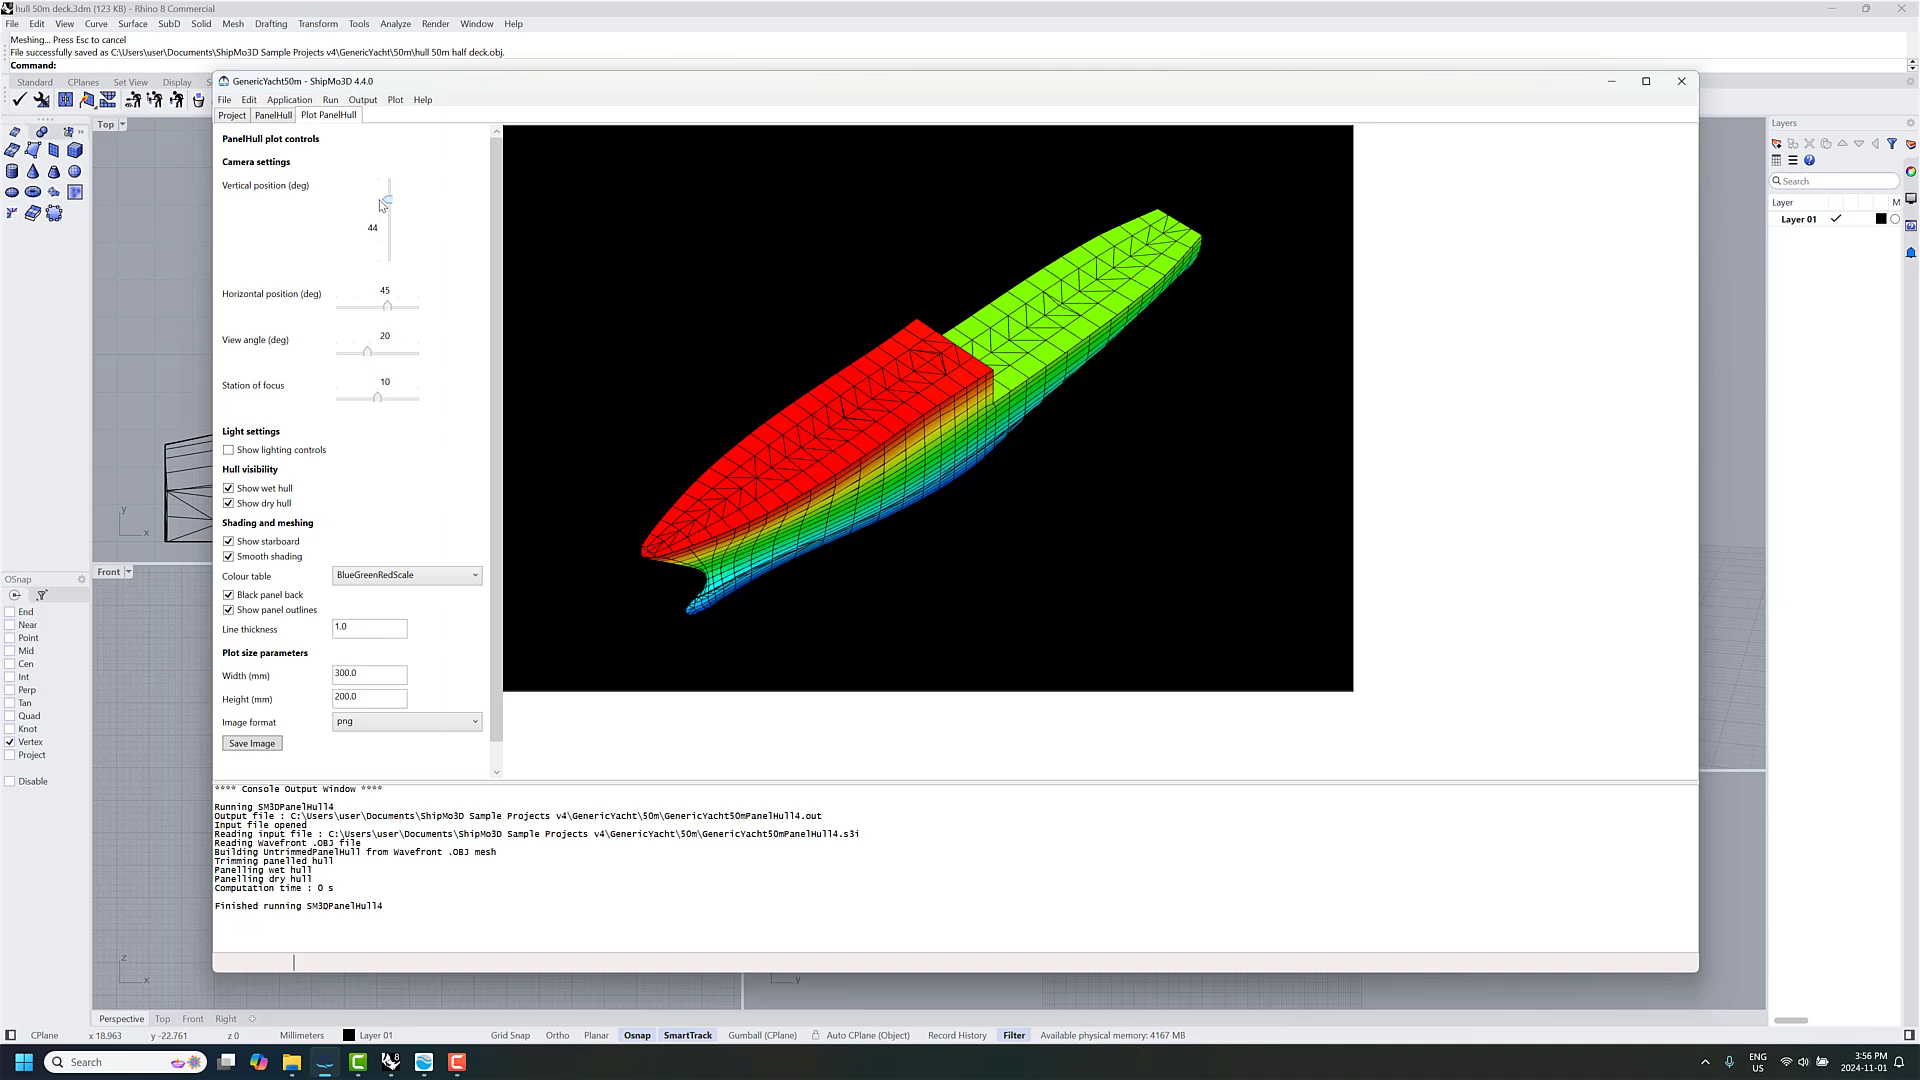 hull 50m deck.3dm (123 KB) - Rhino 8 Commercial
File Edit View Curve Surface SubD Solid Mesh Drafting Transform Tools Analyze Render Window Help
Meshing... Press Esc to cancel
File successfully saved as C:\Users\user\Documents\ShipMo3D Sample Projects v4\GenericYacht\50m\hull 50m half deck.obj.
Command:
Standard CPlanes Set View Display S
GenericYacht50m - ShipMo3D 4.4.0
File Edit Application Run Output Plot Help
Project PanelHull Plot PanelHull
Top
PanelHull plot controls
Camera settings
Vertical position (deg)
44
45
Horizontal position (deg)
20
View angle (deg)
10
Station of focus
Light settings
Show lighting controls
Hull visibility
Show wet hull
Show dry hull
Shading and meshing
Show starboard
Smooth shading
Colour table BlueGreenRedScale
Black panel back
Show panel outlines
Line thickness 1.0
Plot size parameters
Width (mm) 300.0
Height (mm) 200.0
Image format png
Save Image
**** Console Output Window ****
Running SM3DPanelHull4
Output file : C:\Users\user\Documents\ShipMo3D Sample Projects v4\GenericYacht\50m\GenericYacht50mPanelHull4.out
Input file opened
Reading input file : C:\Users\user\Documents\ShipMo3D Sample Projects v4\GenericYacht\50m\GenericYacht50mPanelHull4.s3i
Reading Wavefront .OBJ file
Building UntrimmedPanelHull from Wavefront .OBJ mesh
Trimming panelled hull
Panelling wet hull
Panelling dry hull
Computation time : 0 s
Finished running SM3DPanelHull4
Layers
Search
Layer M
Layer 01
y
x
Front
OSnap
End
Near
Point
Mid
Cen
Int
Perp
Tan
Quad
Knot
Vertex
Project
Disable
z
x
y
Perspective Top Front Right
CPlane x 18.963 y -22.761 z 0 Millimeters Layer 01 Grid Snap Ortho Planar Osnap SmartTrack Gumball (CPlane) Auto CPlane (Object) Record History Filter Available physical memory: 4167 MB
Search
8
ENG
US
3:56 PM
2024-11-01